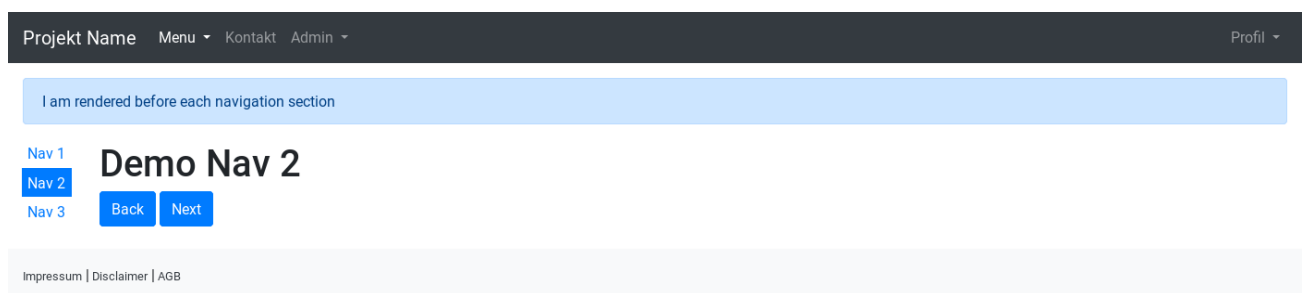 Projekt Name Menu Kontakt Admin Profil
I am rendered before each navigation section
Nav 1
Demo Nav 2
Nav 2
Nav 3
Back Next
Impressum | Disclaimer | AGB